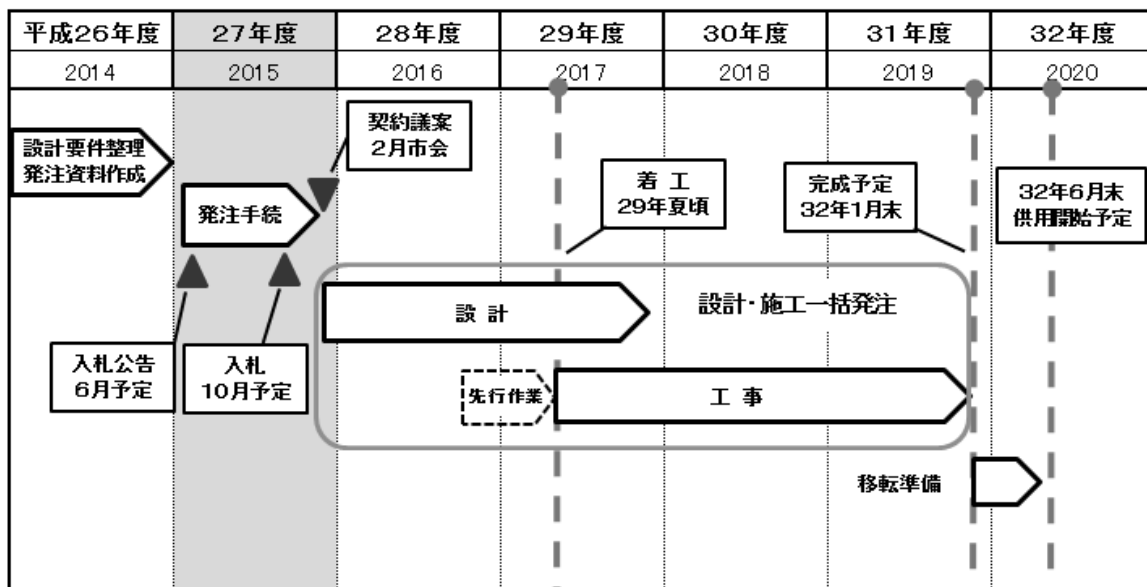 平成26年度 27年度 28年度 29年度 30年度 31年度 32年度
2014 2015 2016 2017 2018 2019 2020
契約議案
2月市会
設計要件整理
発注資料作成
発注手続
着 工
29年夏頃
完成予定
32年1月末
32年6月末
供用開始予定
設 計
設計・施工一括発注
入札公告
6月予定
入札
10月予定
先行作業
工 事
移転準備